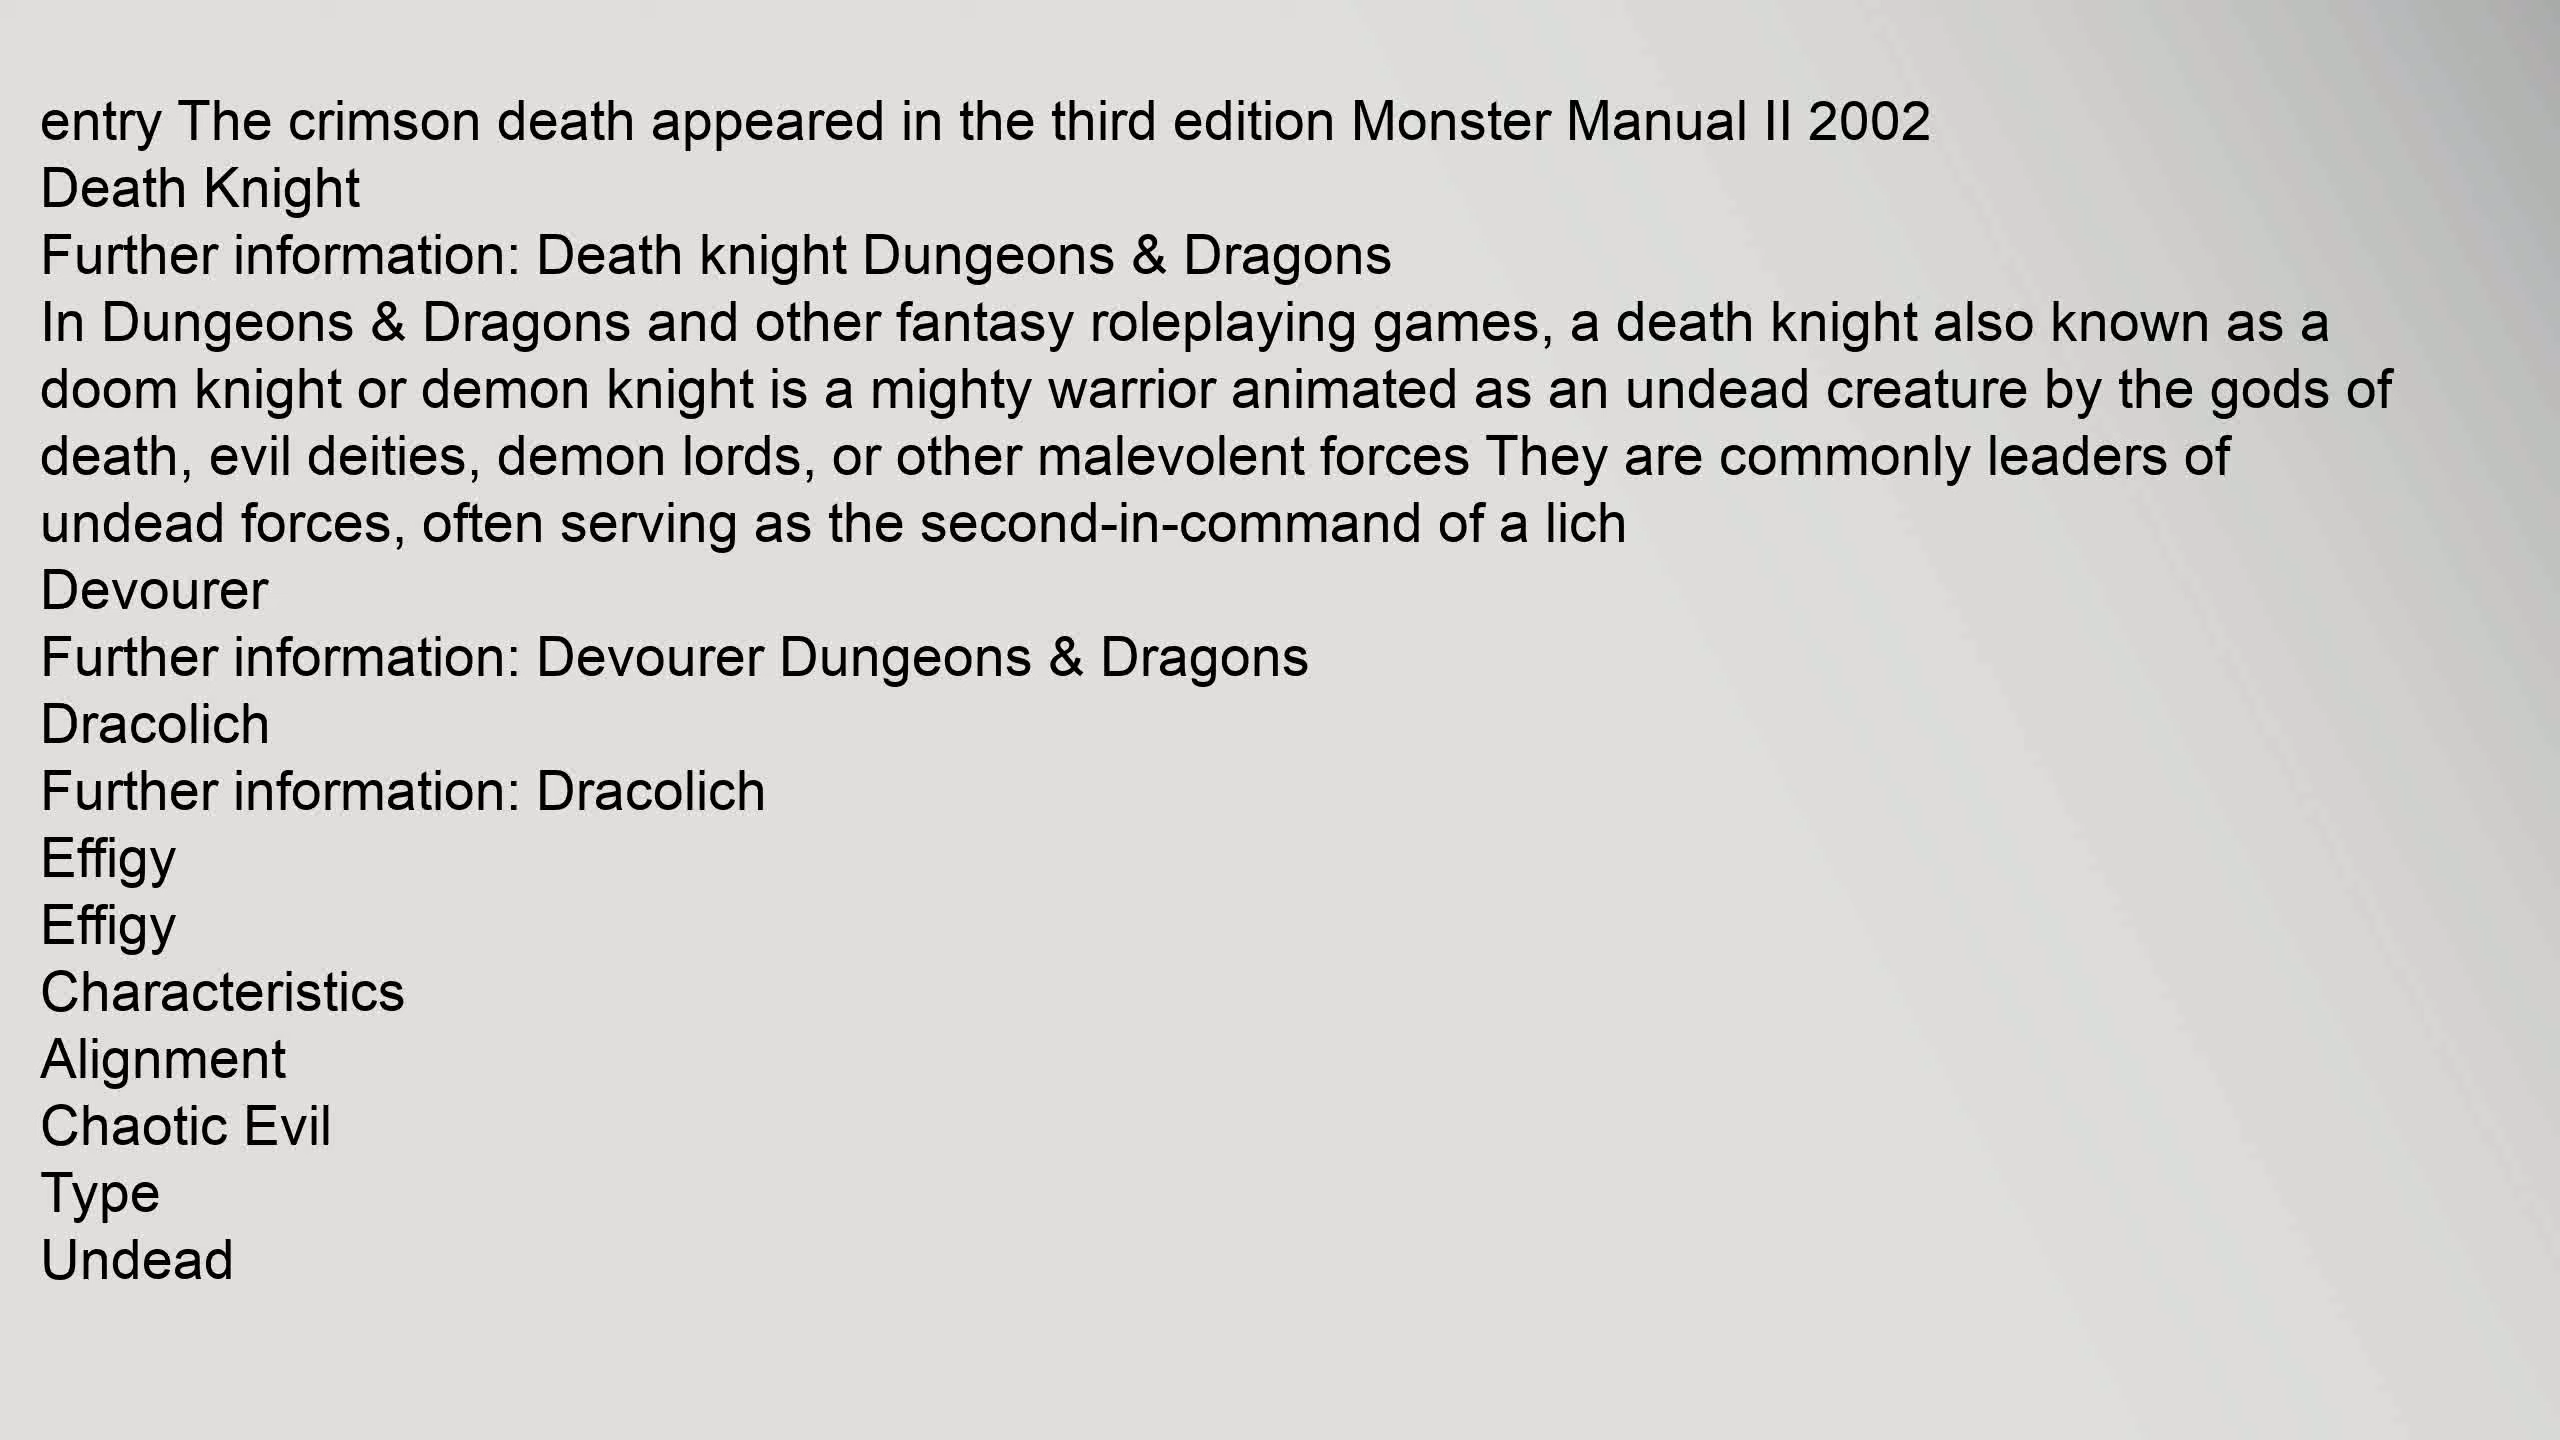 entry The crimson death appeared in the third edition Monster Manual II 2002
Death Knight
Further information: Death knight Dungeons & Dragons
In Dungeons & Dragons and other fantasy roleplaying games, a death knight also known as a
doom knight or demon knight is a mighty warrior animated as an undead creature by the gods of
death, evil deities, demon lords, or other malevolent forces They are commonly leaders of
undead forces, often serving as the second-in-command of a lich
Devourer
Further information: Devourer Dungeons & Dragons
Dracolich
Further information: Dracolich
Effigy
Effigy
Characteristics
Alignment
Chaotic Evil
Type
Undead